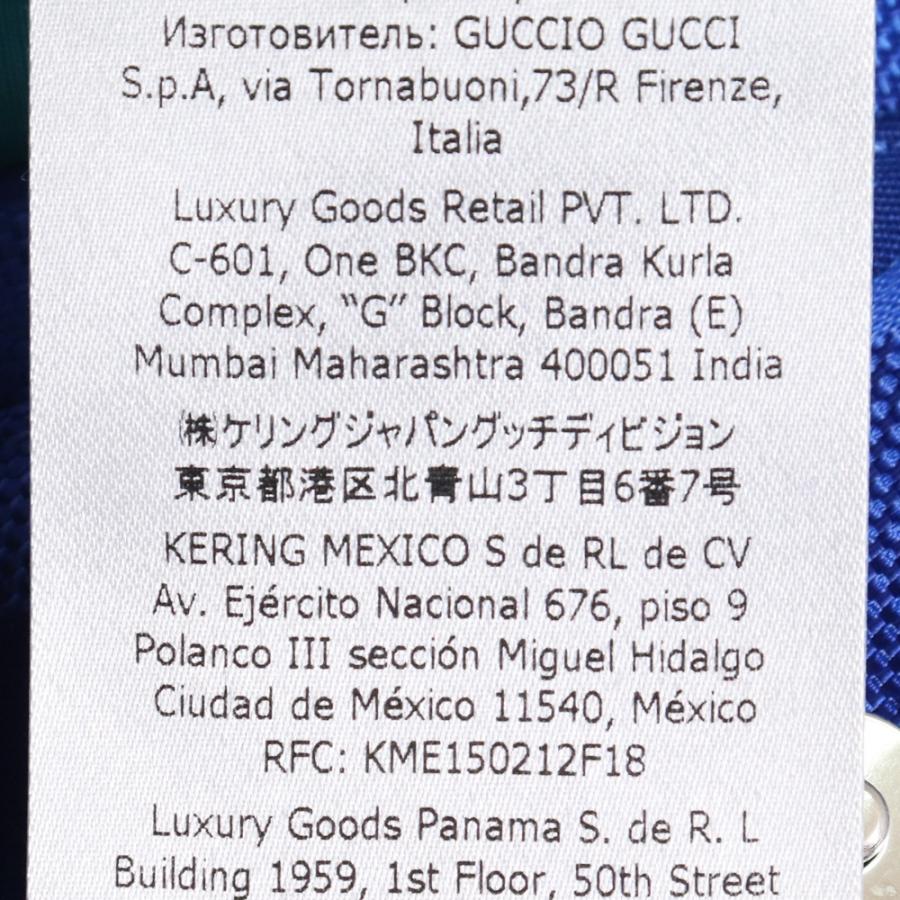 Изготовитель: GUCCIO GUCCI
S.p.A, via Tornabuoni,73/R Firenze,
Italia
Luxury Goods Retail PVT. LTD.
C-601, One BKC, Bandra Kurla
Complex, “G” Block, Bandra (E)
Mumbai Maharashtra 400051 India
㈱ケリングジャパングッチディビジョン
東京都港区北青山3丁目6番7号
KERING MEXICO S de RL de CV
Av. Ejército Nacional 676, piso 9
Polanco III sección Miguel Hidalgo
Ciudad de México 11540, México
RFC: KME150212F18
Luxury Goods Panama S. de R. L
Building 1959, 1st Floor, 50th Street